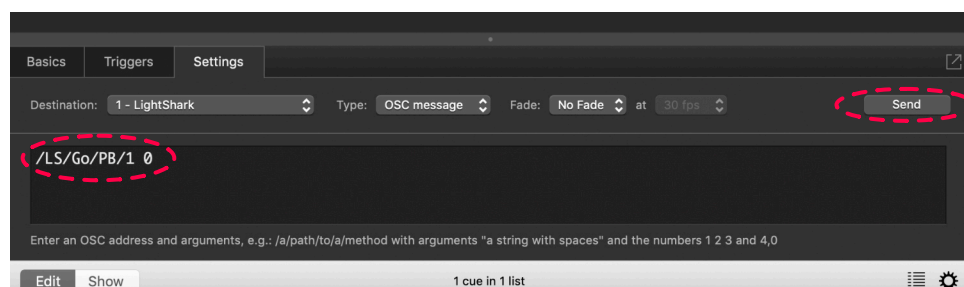 Basics Triggers Settings
Destination: 1 - LightShark Type: OSC message Fade: No Fade at 30 fps Send
/LS/Go/PB/1 0
Enter an OSC address and arguments, e.g.: /a/path/to/a/method with arguments "a string with spaces" and the numbers 1 2 3 and 4,0
Edit Show 1 cue in 1 list